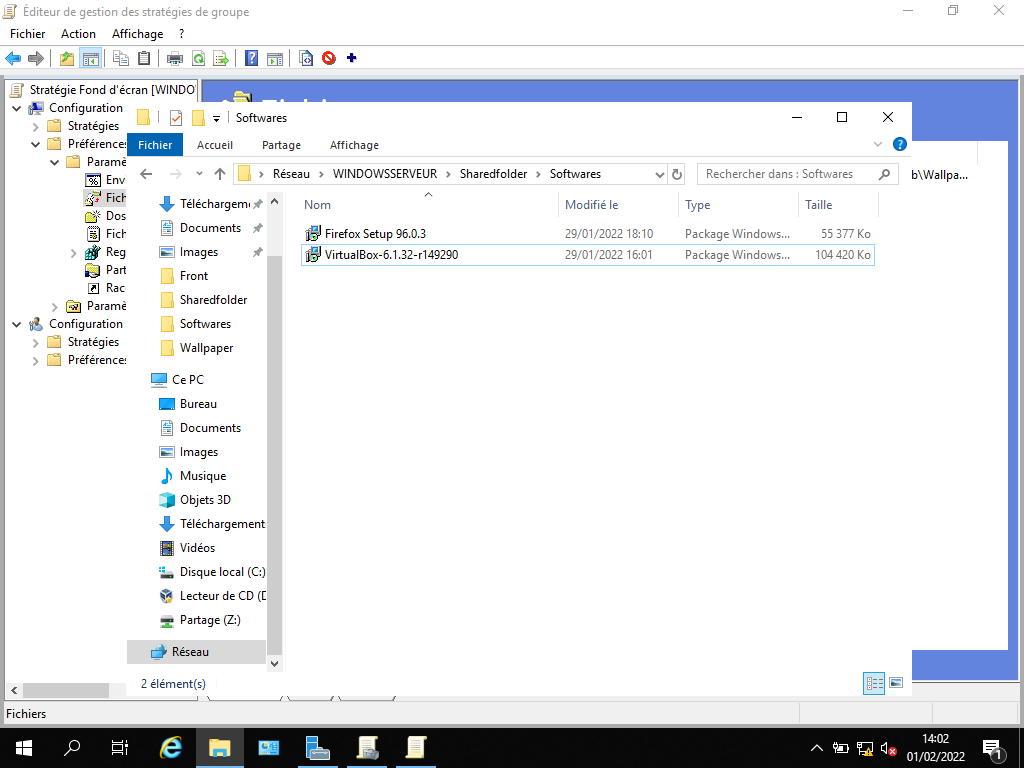 Éditeur de gestion des stratégies de groupe
Fichier Action Affichage ?
Stratégie Fond d'écran [WINDO
Configuration
Stratégies
Préférences
Paramè
Env
Fich
Dos
Fich
Reg
Part
Rac
Paramè
Configuration
Stratégies
Préférences
b\Wallpa...
Softwares
Fichier Accueil Partage Affichage
Réseau > WINDOWSSERVEUR > Sharedfolder > Softwares
Rechercher dans : Softwares
Nom Modifié le Type Taille
Firefox Setup 96.0.3 29/01/2022 18:10 Package Windows... 55 377 Ko
VirtualBox-6.1.32-r149290 29/01/2022 16:01 Package Windows... 104 420 Ko
Téléchargeme
Documents
Images
Front
Sharedfolder
Softwares
Wallpaper
Ce PC
Bureau
Documents
Images
Musique
Objets 3D
Téléchargement
Vidéos
Disque local (C:)
Lecteur de CD (D
Partage (Z:)
Réseau
2 élément(s)
Fichiers
14:02
01/02/2022
1